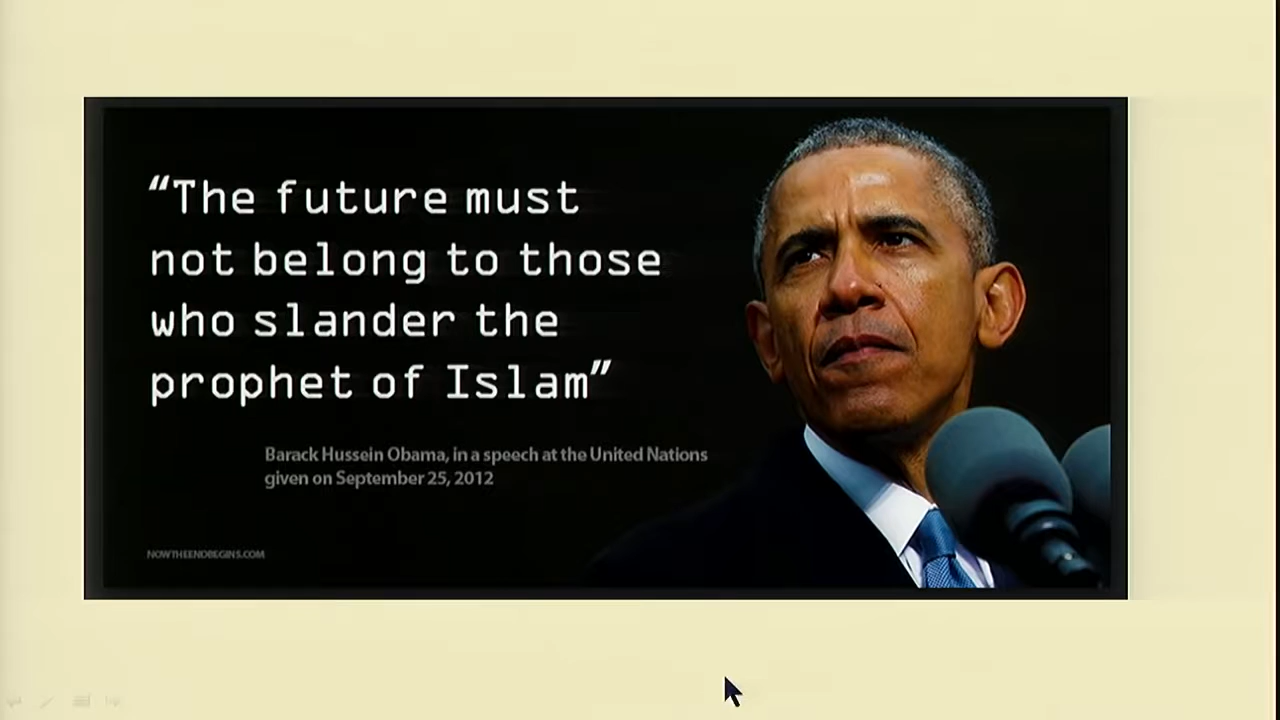 “The future must
not belong to those
who slander the
prophet of Islam”
Barack Hussein Obama, in a speech at the United Nations
given on September 25, 2012
NOWTHEENDBEGINS.COM